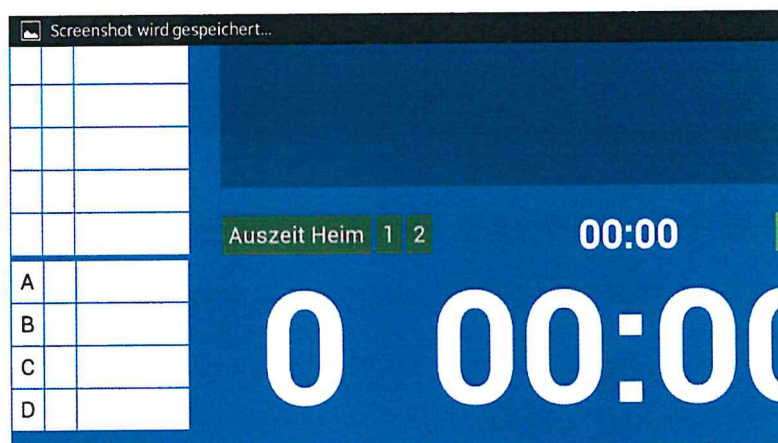 Screenshot wird gespeichert...
Auszeit Heim 1 2
00:00
A
B
C
D
0
00:00